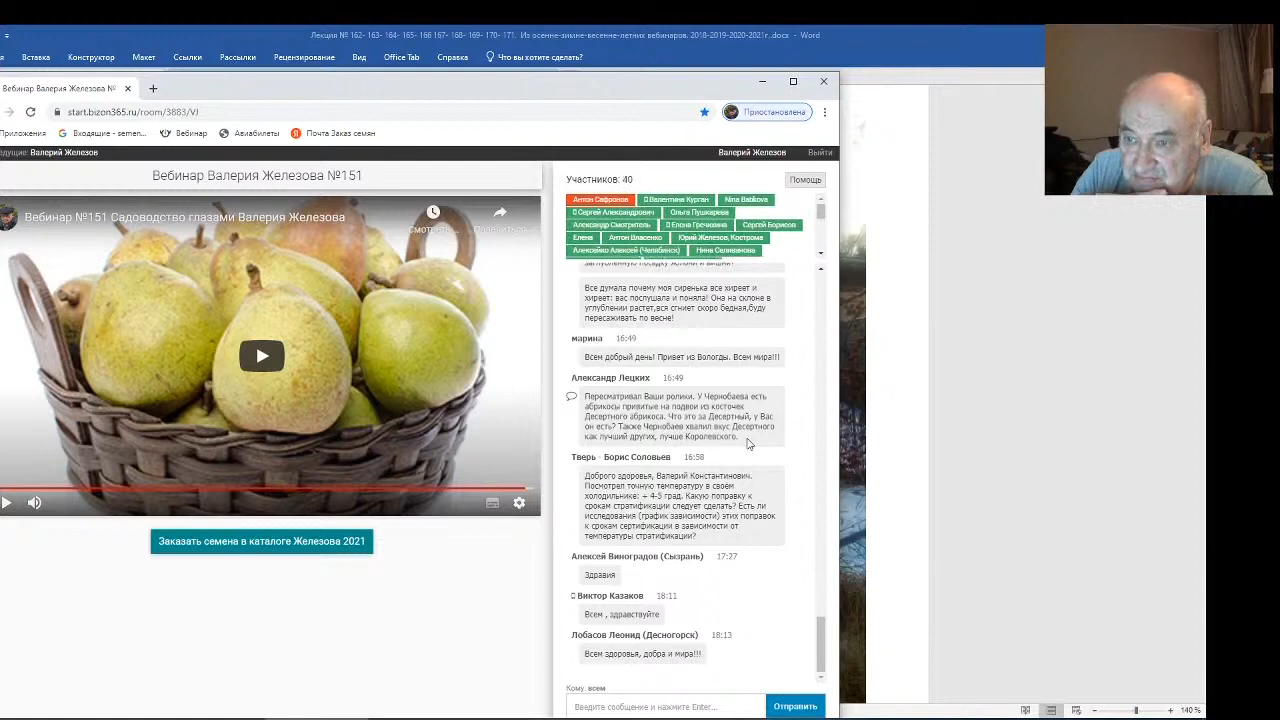 Лекция № 162- 163- 164- 165- 166 167- 168- 169- 170- 171. Из осенне-зимне-весенне-летних вебинаров. 2018-2019-2020-2021г..docx - Word
Вставка Конструктор Макет Ссылки Рассылки Рецензирование Вид Office Tab Справка Что вы хотите сделать?
Вебинар Валерия Железова №
start.bizon365.ru/room/3883/VJ
Приостановлена
Приложения Входящие - semen... Вебинар Авиабилеты Почта Заказ семян
Валерий Железов
Валерий Железов Выйти
Вебинар Валерия Железова №151
Вебинар №151 Садоводство глазами Валерия Железова
Смотреть... Поделиться
Заказать семена в каталоге Железова 2021
Участников: 40
Помощь
Антон Сафронов Валентина Курган Nina Babkova
Сергей Александрович Ольга Пушкарева
Александр Смотритель Елена Гречкина Сергей Борисов
Елена Антон Власенко Юрий Железов, Кострома
Алексейко Алексей (Челябинск) Нина Селиванова
Все думала почему моя сиренька все хиреет и
хиреет: вас послушала и поняла! Она на склоне в
углублении растет,вся сгниет скоро бедная,буду
пересаживать по весне!
марина 16:49
Всем добрый день! Привет из Вологды. Всем мира!!!
Александр Лецких 16:49
Пересматривал Ваши ролики. У Чернобаева есть
абрикосы привитые на подвои из косточек
Десертного абрикоса. Что это за Десертный, у Вас
он есть? Также Чернобаев хвалил вкус Десертного
как лучший других, лучше Королевского.
Тверь - Борис Соловьев 16:58
Доброго здоровья, Валерий Константинович.
Посмотрел точную температуру в своем
холодильнике: + 4-5 град. Какую поправку к
срокам стратификации следует сделать? Есть ли
исследования (график зависимости) этих поправок
к срокам сертификации в зависимости от
температуры стратификации?
Алексей Виноградов (Сызрань) 17:27
Здравия
Виктор Казаков 18:11
Всем , здравствуйте
Лобасов Леонид (Десногорск) 18:13
Всем здоровья, добра и мира!!!
Кому: всем
Введите сообщение и нажмите Enter...
Отправить
140 %